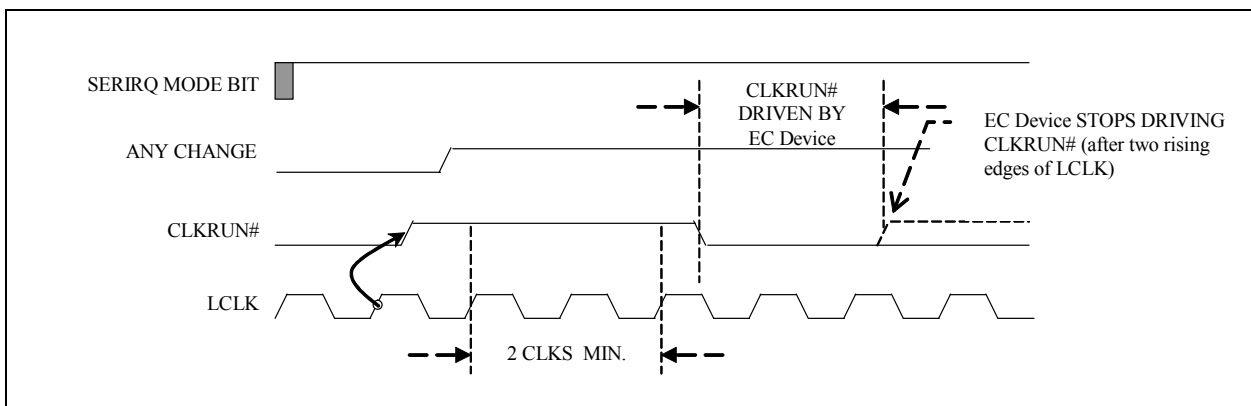 SERIRQ MODE BIT
CLKRUN#
DRIVEN BY
EC Device
EC Device STOPS DRIVING
CLKRUN# (after two rising
edges of LCLK)
ANY CHANGE
CLKRUN#
LCLK
2 CLKS MIN.